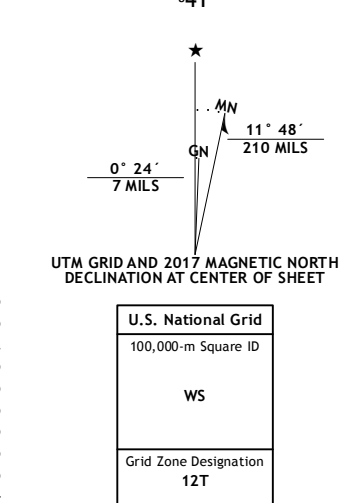 MN
11° 48´
210 MILS
GN
0° 24´
7 MILS
UTM GRID AND 2017 MAGNETIC NORTH
DECLINATION AT CENTER OF SHEET
U.S. National Grid
100,000-m Square ID
WS
Grid Zone Designation
12T